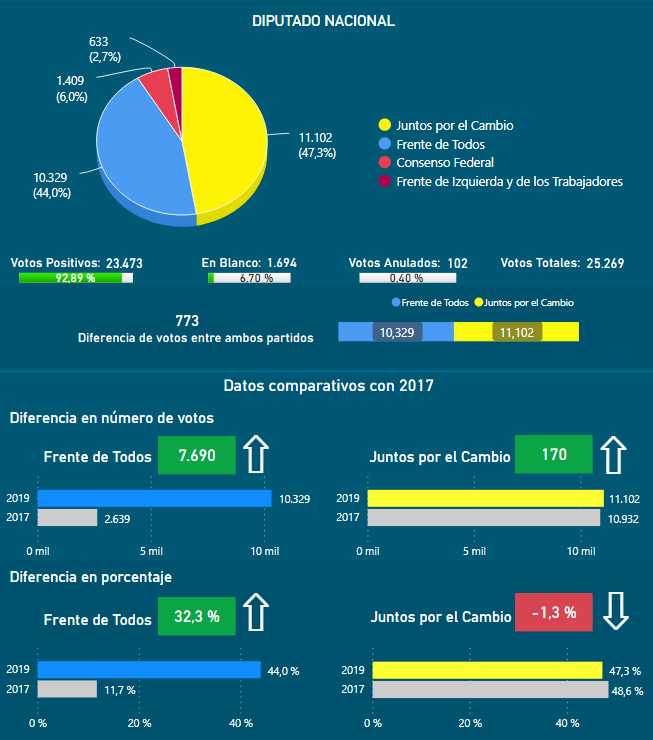 DIPUTADO NACIONAL
633
(2,7%)
1.409
(6,0%)
11.102
(47,3%)
10.329
(44,0%)
Juntos por el Cambio
Frente de Todos
Consenso Federal
Frente de Izquierda y de los Trabajadores
Votos Positivos: 23.473
92,89 %
En Blanco: 1.694
6,70 %
Votos Anulados: 102
0,40 %
Votos Totales: 25.269
Frente de Todos Juntos por el Cambio
773
Diferencia de votos entre ambos partidos
10,329 11,102
Datos comparativos con 2017
Diferencia en número de votos
Frente de Todos 7.690
Juntos por el Cambio 170
2019 10.329
2017 2.639
0 mil 5 mil 10 mil
2019 11.102
2017 10.932
0 mil 5 mil 10 mil
Diferencia en porcentaje
Frente de Todos 32,3 %
Juntos por el Cambio -1,3 %
2019 44,0 %
2017 11,7 %
0 % 20 % 40 %
2019 47,3 %
2017 48,6 %
0 % 20 % 40 %